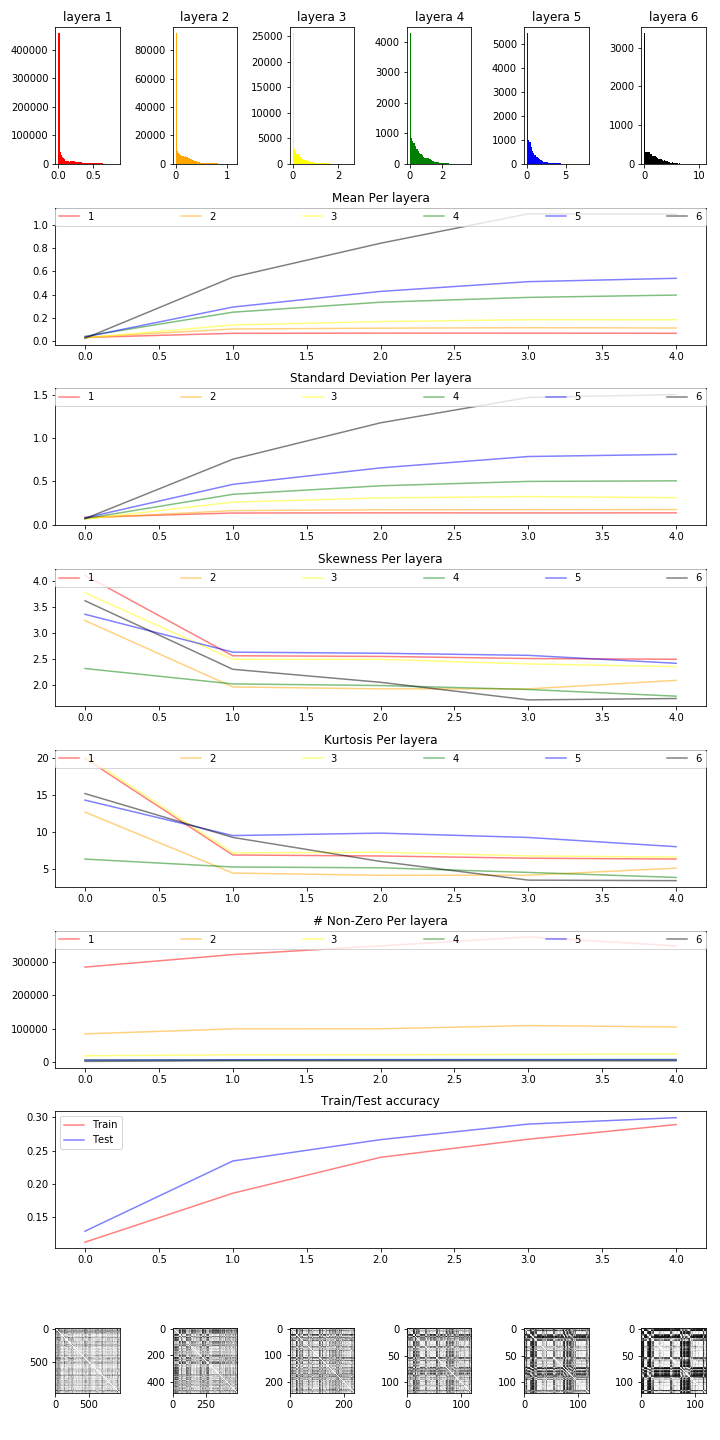 layera 1 layera 2 layera 3 layera 4 layera 5 layera 6
400000 80000 25000 4000 5000 3000
300000 60000 20000 3000 4000 2000
200000 40000 15000 2000 3000 1000
100000 20000 10000 1000 2000 0
0 0 5000 0 1000
0 0
0.0 0.5 0 1 0 2 0 2 0 5 0 10
Mean Per layera
1 2 3 4 5 6
1.0
0.8
0.6
0.4
0.2
0.0
0.0 0.5 1.0 1.5 2.0 2.5 3.0 3.5 4.0
Standard Deviation Per layera
1 2 3 4 5 6
1.5
1.0
0.5
0.0
0.0 0.5 1.0 1.5 2.0 2.5 3.0 3.5 4.0
Skewness Per layera
1 2 3 4 5 6
4.0
3.5
3.0
2.5
2.0
0.0 0.5 1.0 1.5 2.0 2.5 3.0 3.5 4.0
Kurtosis Per layera
1 2 3 4 5 6
20
15
10
5
0.0 0.5 1.0 1.5 2.0 2.5 3.0 3.5 4.0
# Non-Zero Per layera
1 2 3 4 5 6
300000
200000
100000
0
0.0 0.5 1.0 1.5 2.0 2.5 3.0 3.5 4.0
Train/Test accuracy
Train
Test
0.30
0.25
0.20
0.15
0.0 0.5 1.0 1.5 2.0 2.5 3.0 3.5 4.0
0 0 0 0 0 0
500 200 100 50 50 50
400 200 100 100 100
0 500 0 250 0 200 0 100 0 100 0 100